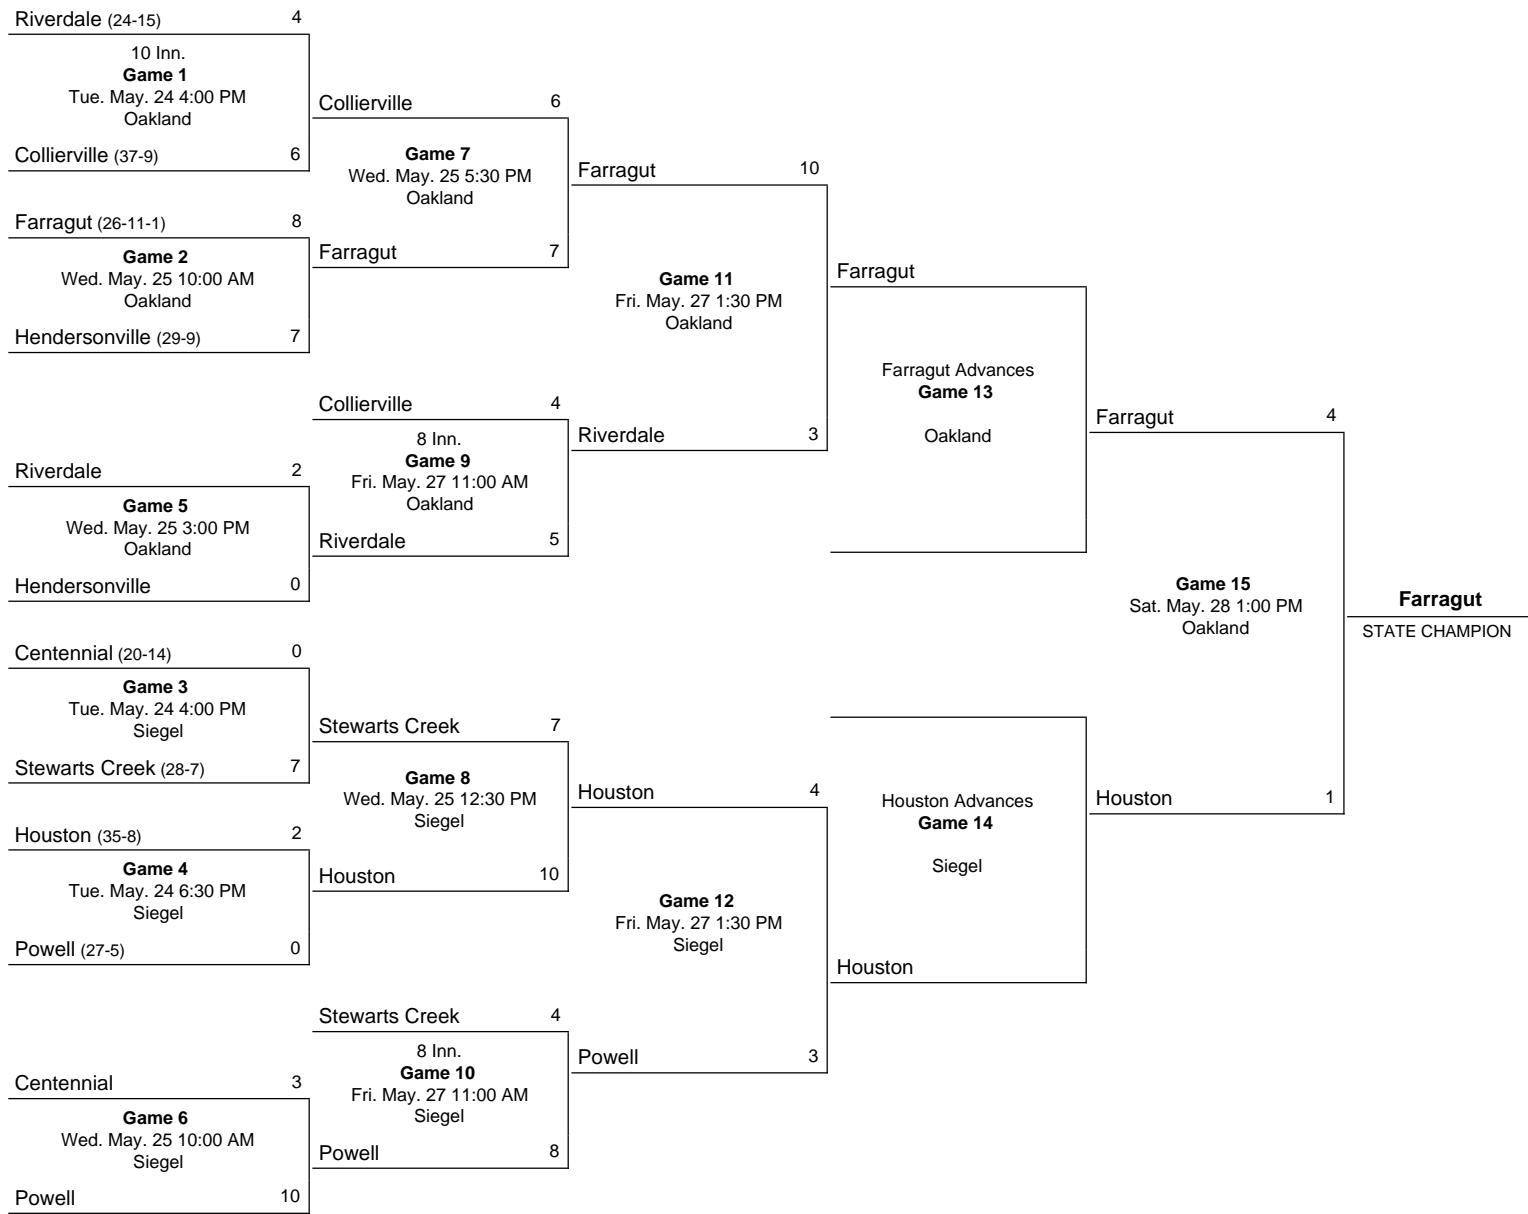 Riverdale (24-15) 4
10 Inn.
Game 1
Tue. May. 24 4:00 PM
Oakland
Collierville (37-9) 6
Farragut (26-11-1) 8
Game 2
Wed. May. 25 10:00 AM
Oakland
Hendersonville (29-9) 7
Riverdale 2
Game 5
Wed. May. 25 3:00 PM
Oakland
Hendersonville 0
Centennial (20-14) 0
Game 3
Tue. May. 24 4:00 PM
Siegel
Stewarts Creek (28-7) 7
Houston (35-8) 2
Game 4
Tue. May. 24 6:30 PM
Siegel
Powell (27-5) 0
Centennial 3
Game 6
Wed. May. 25 10:00 AM
Siegel
Powell 10
Collierville 6
Game 7
Wed. May. 25 5:30 PM
Oakland
Farragut 7
Collierville 4
8 Inn.
Game 9
Fri. May. 27 11:00 AM
Oakland
Riverdale 5
Stewarts Creek 7
Game 8
Wed. May. 25 12:30 PM
Siegel
Houston 10
Stewarts Creek 4
8 Inn.
Game 10
Fri. May. 27 11:00 AM
Siegel
Powell 8
Farragut 10
Game 11
Fri. May. 27 1:30 PM
Oakland
Riverdale 3
Houston 4
Game 12
Fri. May. 27 1:30 PM
Siegel
Powell 3
Farragut
Farragut Advances
Game 13
Oakland
Houston Advances
Game 14
Siegel
Houston
Farragut 4
Game 15
Sat. May. 28 1:00 PM
Oakland
Houston 1
Farragut
STATE CHAMPION